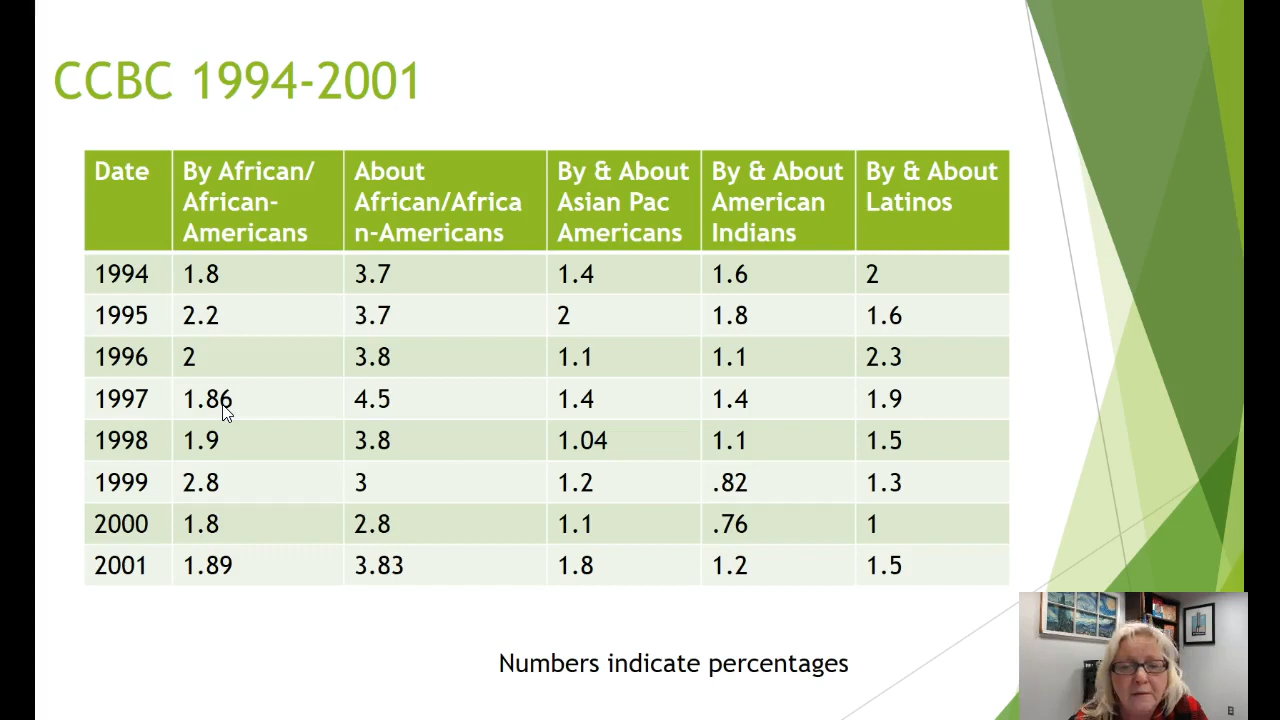 CCBC 1994-2001
Date By African/ African- Americans About African/Africa n-Americans By & About Asian Pac Americans By & About American Indians By & About Latinos
1994 1.8 3.7 1.4 1.6 2
1995 2.2 3.7 2 1.8 1.6
1996 2 3.8 1.1 1.1 2.3
1997 1.86 4.5 1.4 1.4 1.9
1998 1.9 3.8 1.04 1.1 1.5
1999 2.8 3 1.2 .82 1.3
2000 1.8 2.8 1.1 .76 1
2001 1.89 3.83 1.8 1.2 1.5
Numbers indicate percentages